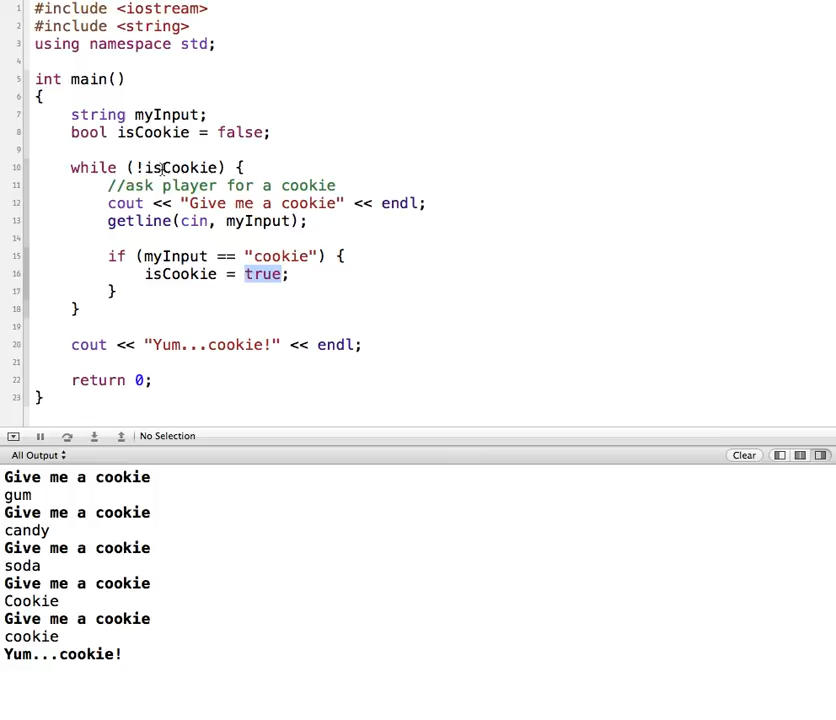 1 #include <iostream>
2 #include <string>
3 using namespace std;
4
5 int main()
6 {
7     string myInput;
8     bool isCookie = false;
9
10     while (!isCookie) {
11         //ask player for a cookie
12         cout << "Give me a cookie" << endl;
13         getline(cin, myInput);
14
15         if (myInput == "cookie") {
16             isCookie = true;
17         }
18     }
19
20     cout << "Yum...cookie!" << endl;
21
22     return 0;
23 }
No Selection
All Output Clear
Give me a cookie
gum
Give me a cookie
candy
Give me a cookie
soda
Give me a cookie
Cookie
Give me a cookie
cookie
Yum...cookie!